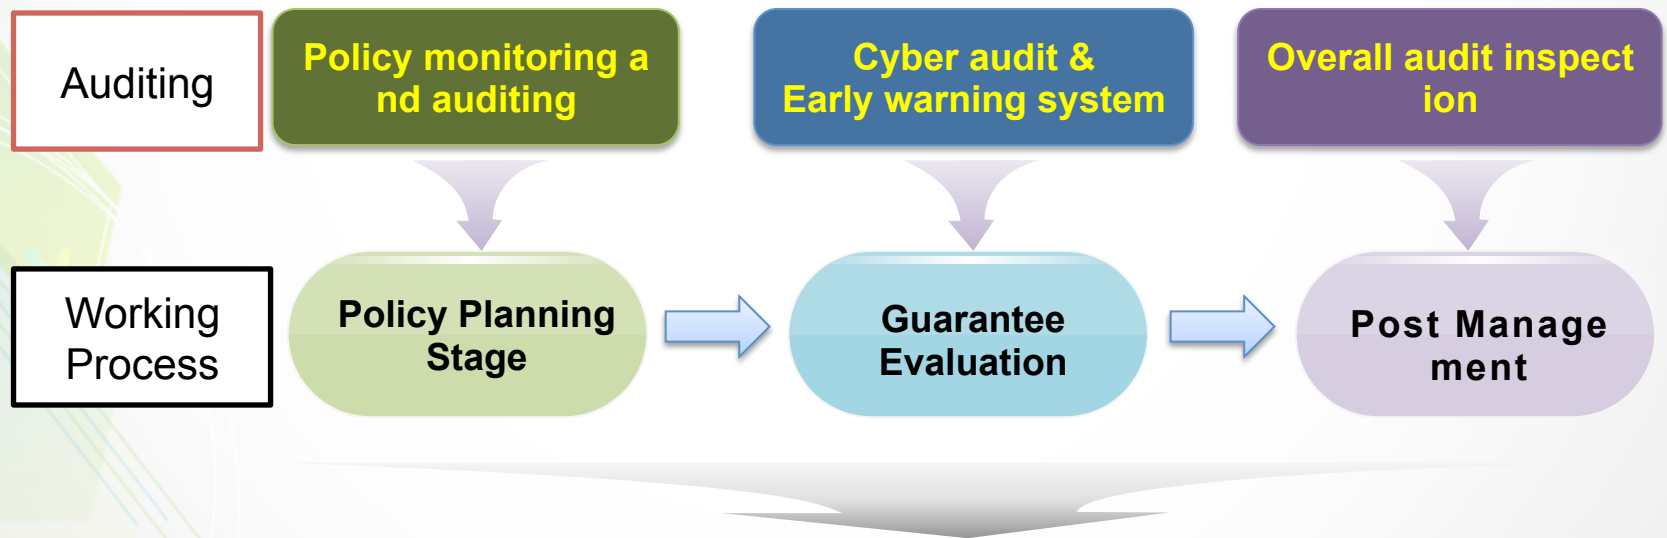 Auditing
Policy monitoring a
nd auditing
Cyber audit &
Early warning system
Overall audit inspect
ion
Working
Process
Policy Planning
Stage
Guarantee
Evaluation
Post Manage
ment